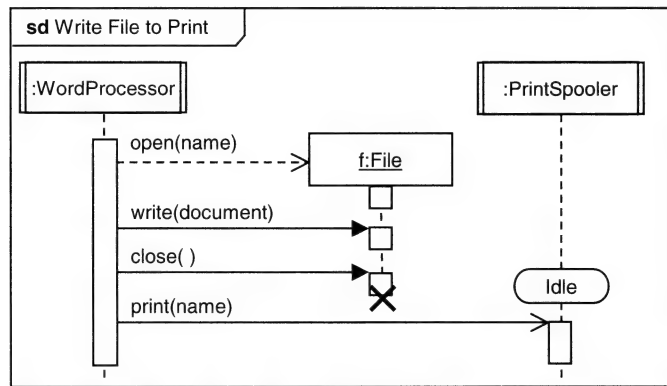 sd Write File to Print
:WordProcessor
:PrintSpooler
open(name)
f:File
write(document)
close( )
Idle
print(name)